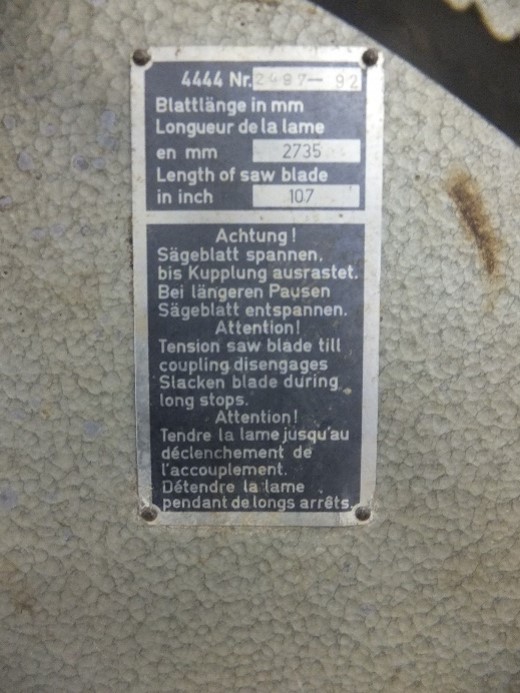 4444 Nr. 2497-92
Blattlänge in mm
Longueur de la lame
en mm 2735
Length of saw blade
in inch 107
Achtung!
Sägeblatt spannen,
bis Kupplung ausrastet.
Bei längeren Pausen
Sägeblatt entspannen.
Attention!
Tension saw blade till
coupling disengages
Slacken blade during
long stops.
Attention!
Tendre la lame jusqu'au
déclenchement de
l'accouplement.
Détendre la lame
pendant de longs arrêts.